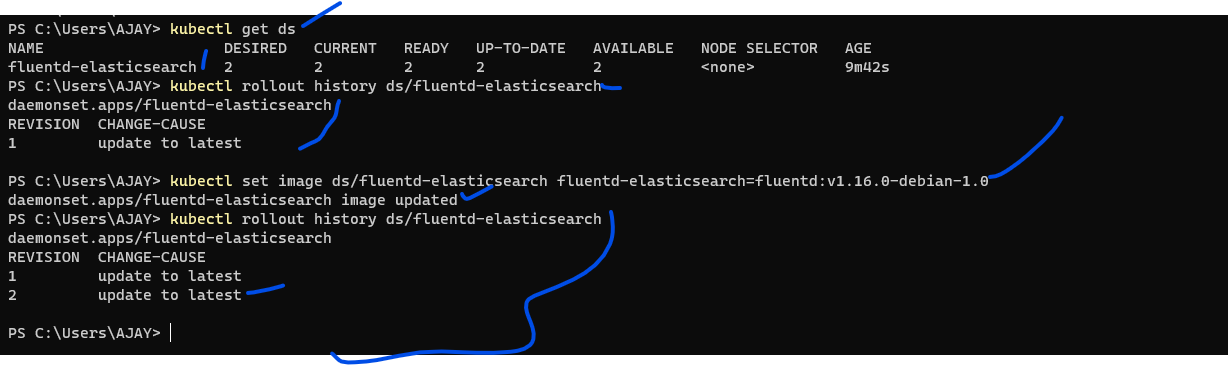 PS C:\Users\AJAY> kubectl get ds
NAME DESIRED CURRENT READY UP-TO-DATE AVAILABLE NODE SELECTOR AGE
fluentd-elasticsearch 2 2 2 2 2 <none> 9m42s
PS C:\Users\AJAY> kubectl rollout history ds/fluentd-elasticsearch
daemonset.apps/fluentd-elasticsearch
REVISION CHANGE-CAUSE
1 update to latest
PS C:\Users\AJAY> kubectl set image ds/fluentd-elasticsearch fluentd-elasticsearch=fluentd:v1.16.0-debian-1.0
daemonset.apps/fluentd-elasticsearch image updated
PS C:\Users\AJAY> kubectl rollout history ds/fluentd-elasticsearch
daemonset.apps/fluentd-elasticsearch
REVISION CHANGE-CAUSE
1 update to latest
2 update to latest
PS C:\Users\AJAY>